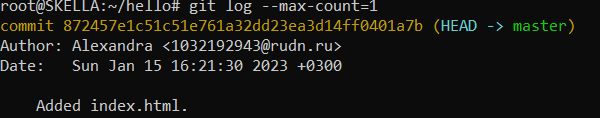 root@SKELLA:~/hello# git log --max-count=1
commit 872457e1c51c51e761a32dd23ea3d14ff0401a7b (HEAD -> master)
Author: Alexandra <1032192943@rudn.ru>
Date:   Sun Jan 15 16:21:30 2023 +0300
    Added index.html.